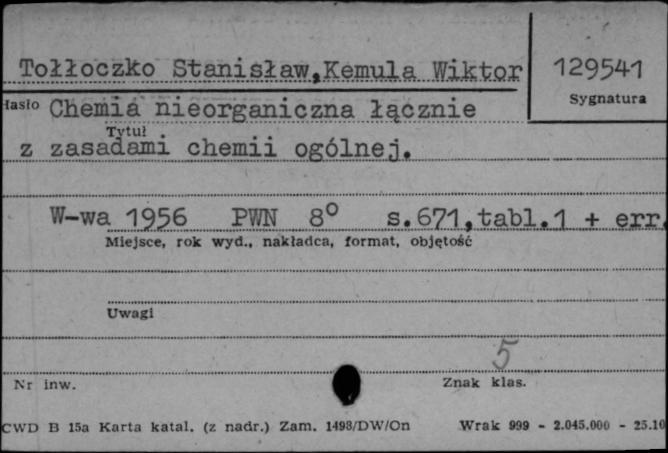 Tołłoczko Stanisław,Kemula Wiktor
129541
Hasło
Sygnatura
Chemia nieorganiczna łącznie
Tytuł
z zasadami chemii ogólnej.
W-wa 1956 PWN 8° s.671,tabl.1 + err.
Miejsce, rok wyd., nakładca, format, objętość
Uwagi
5
Nr inw.
Znak klas.
CWD B 15a Karta katal. (z nadr.) Zam. 1498/DW/On Wrak 999 - 2.045.000 - 25.10